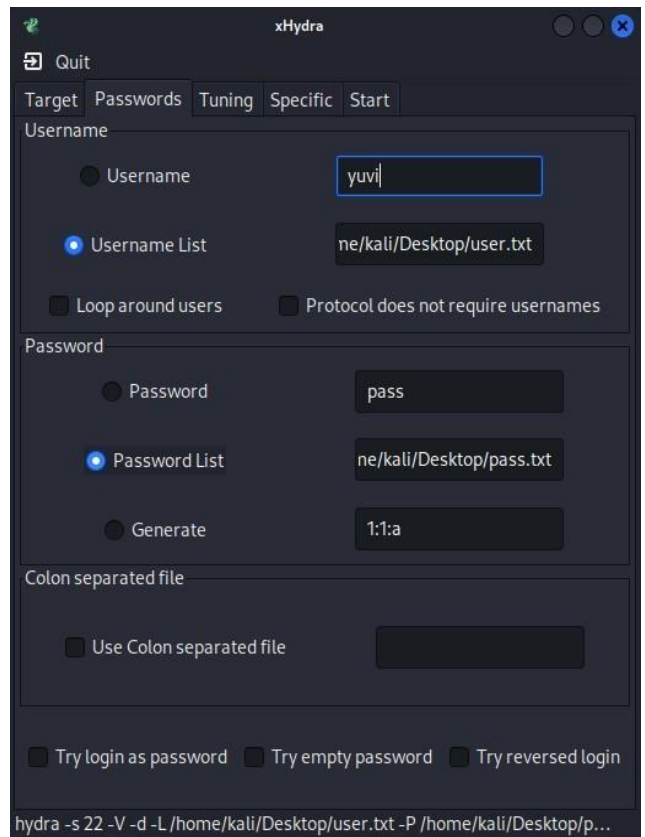 xHydra
Quit
Target Passwords Tuning Specific Start
Username
Username yuvi
Username List ne/kali/Desktop/user.txt
Loop around users Protocol does not require usernames
Password
Password pass
Password List ne/kali/Desktop/pass.txt
Generate 1:1:a
Colon separated file
Use Colon separated file
Try login as password Try empty password Try reversed login
hydra -s 22 -V -d -L /home/kali/Desktop/user.txt -P /home/kali/Desktop/p...